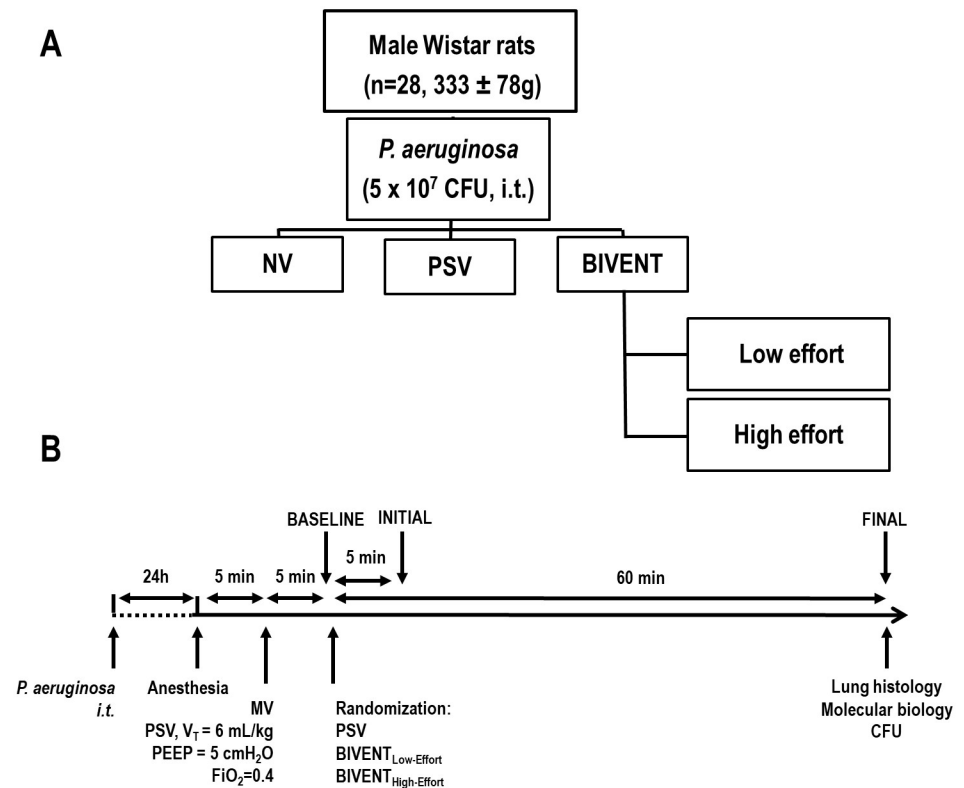 A
Male Wistar rats
(n=28, 333 ± 78g)
P. aeruginosa
(5 x 10⁷ CFU, i.t.)
NV
PSV
BIVENT
Low effort
High effort
B
BASELINE
INITIAL
FINAL
24h
5 min
5 min
5 min
60 min
P. aeruginosa
i.t.
Anesthesia
MV
PSV, V_T = 6 mL/kg
PEEP = 5 cmH₂O
FiO₂=0.4
Randomization:
PSV
BIVENT_Low-Effort
BIVENT_High-Effort
Lung histology
Molecular biology
CFU